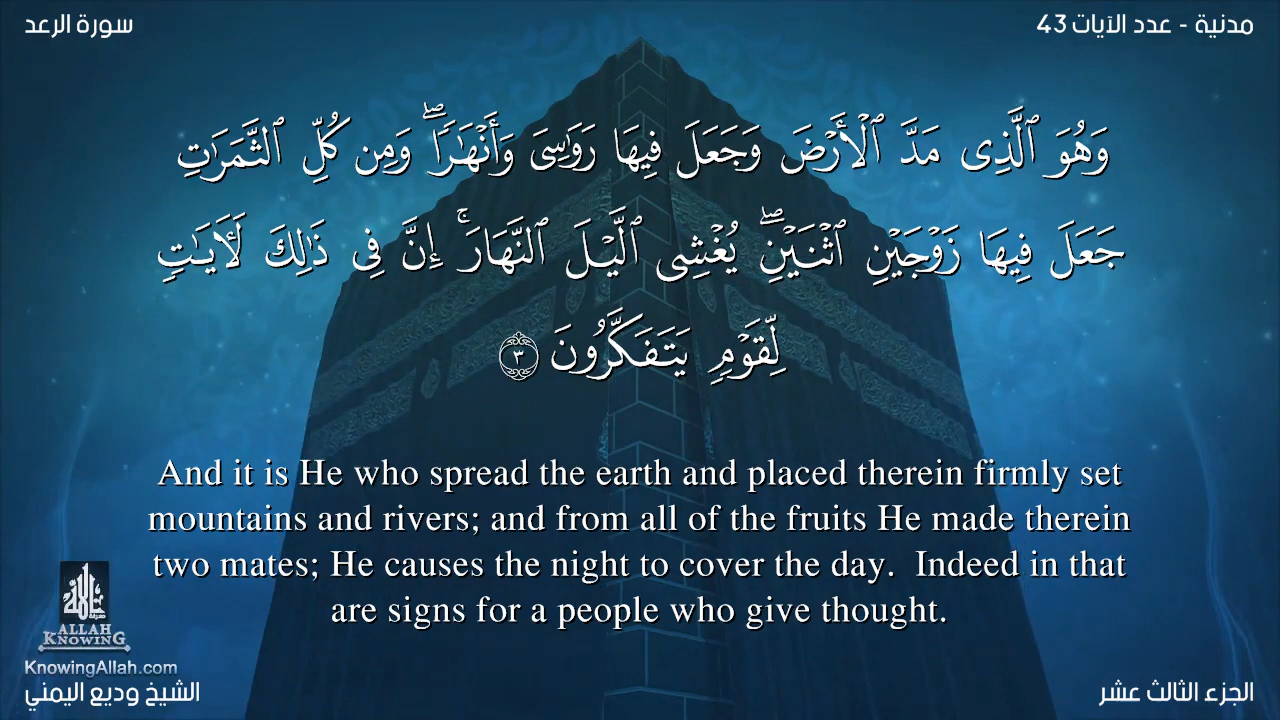 سورة الرعد
مدنية - عدد الآيات 43
وَهُوَ ٱلَّذِى مَدَّ ٱلْأَرْضَ وَجَعَلَ فِيهَا رَوَٰسِىَ وَأَنْهَٰرًۭا ۖ وَمِن كُلِّ ٱلثَّمَرَٰتِ
جَعَلَ فِيهَا زَوْجَيْنِ ٱثْنَيْنِ ۖ يُغْشِى ٱلَّيْلَ ٱلنَّهَارَ ۚ إِنَّ فِى ذَٰلِكَ لَـَٔايَٰتٍۢ
لِّقَوْمٍۢ يَتَفَكَّرُونَ ٣
And it is He who spread the earth and placed therein firmly set
mountains and rivers; and from all of the fruits He made therein
two mates; He causes the night to cover the day.  Indeed in that
are signs for a people who give thought.
معرفة الله
KNOWING
ALLAH
KnowingAllah.com
الشيخ وديع اليمني
الجزء الثالث عشر